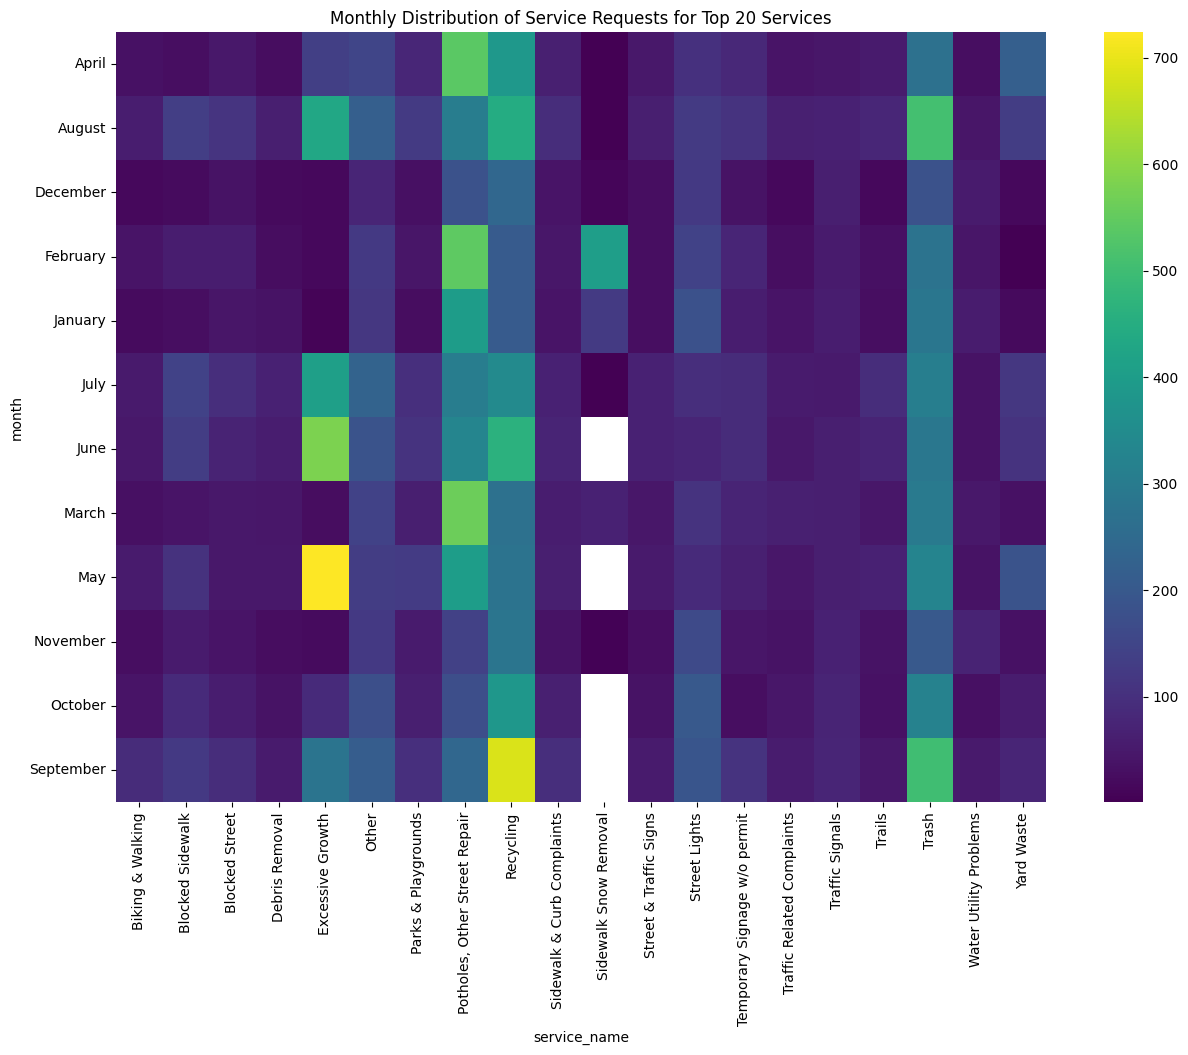 Monthly Distribution of Service Requests for Top 20 Services
April
August
December
February
January
July
June
March
May
November
October
September
month
Biking & Walking
Blocked Sidewalk
Blocked Street
Debris Removal
Excessive Growth
Other
Parks & Playgrounds
Potholes, Other Street Repair
Recycling
Sidewalk & Curb Complaints
Sidewalk Snow Removal
Street & Traffic Signs
Street Lights
Temporary Signage w/o permit
Traffic Related Complaints
Traffic Signals
Trails
Trash
Water Utility Problems
Yard Waste
service_name
700
600
500
400
300
200
100